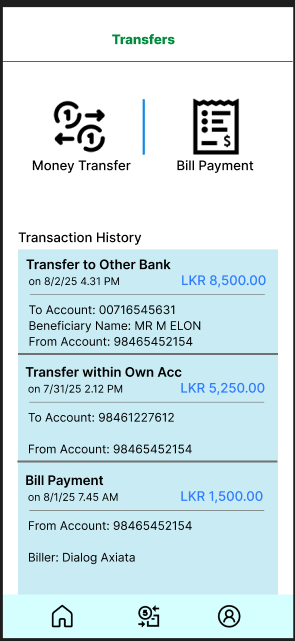 Transfers
Money Transfer
Bill Payment
Transaction History
Transfer to Other Bank
on 8/2/25 4.31 PM
LKR 8,500.00
To Account: 00716545631
Beneficiary Name: MR M ELON
From Account: 98465452154
Transfer within Own Acc
on 7/31/25 2.12 PM
LKR 5,250.00
To Account: 98461227612
From Account: 98465452154
Bill Payment
on 8/1/25 7.45 AM
LKR 1,500.00
From Account: 98465452154
Biller: Dialog Axiata